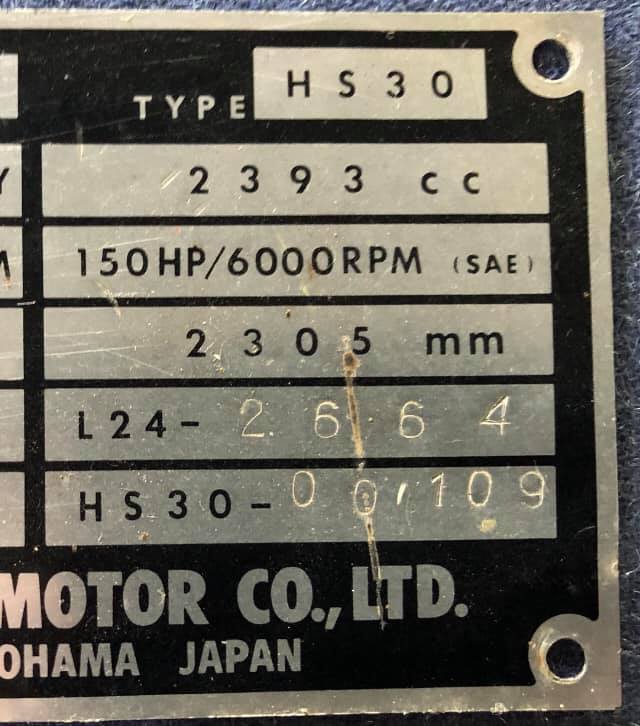 TYPE HS30
Y 2393 cc
M 150HP/6000RPM (SAE)
2305 mm
L24-2664
HS30-00109
MOTOR CO., LTD.
OHAMA JAPAN